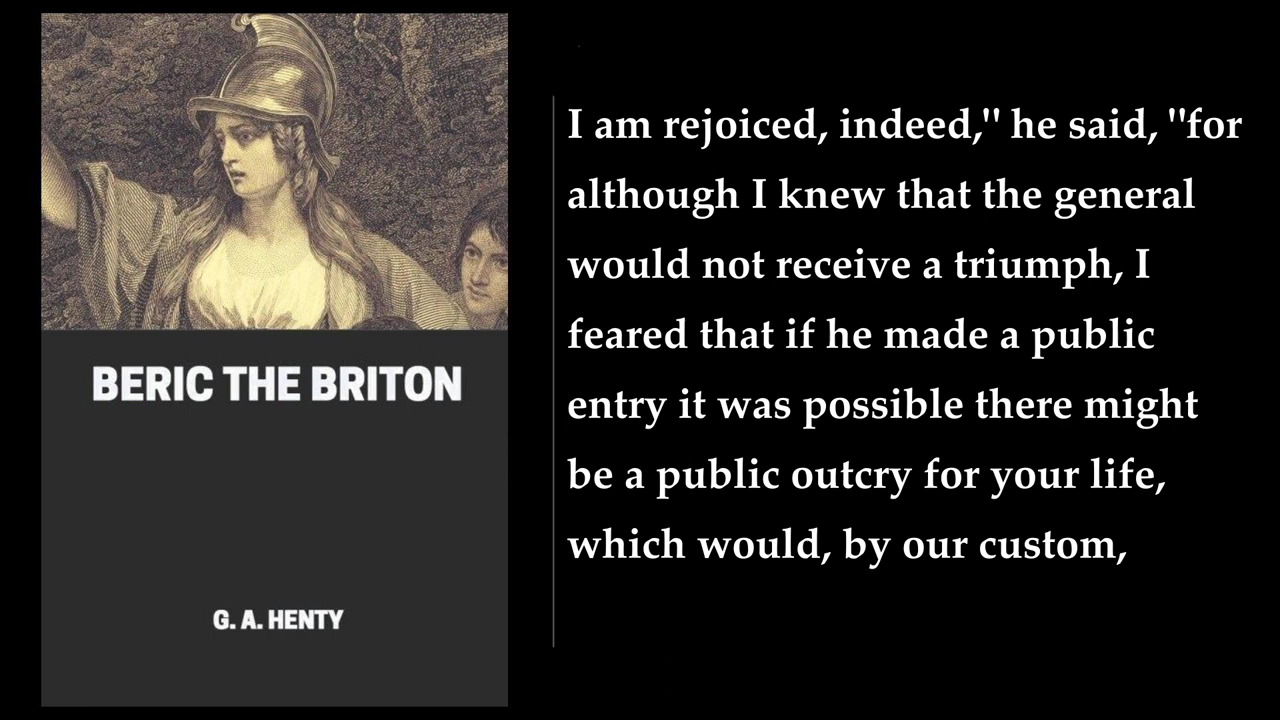 BERIC THE BRITON
G. A. HENTY
I am rejoiced, indeed," he said, "for
although I knew that the general
would not receive a triumph, I
feared that if he made a public
entry it was possible there might
be a public outcry for your life,
which would, by our custom,